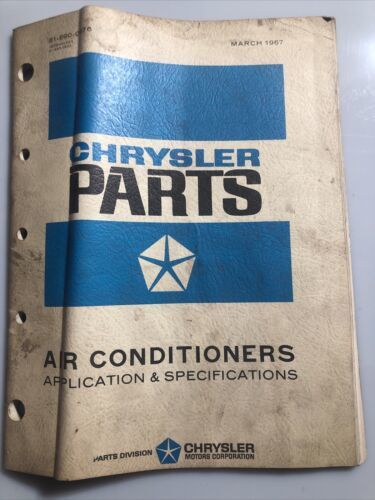 MARCH 1967
CHRYSLER
PARTS
AIR CONDITIONERS
APPLICATION & SPECIFICATIONS
PARTS DIVISION
CHRYSLER
MOTORS CORPORATION